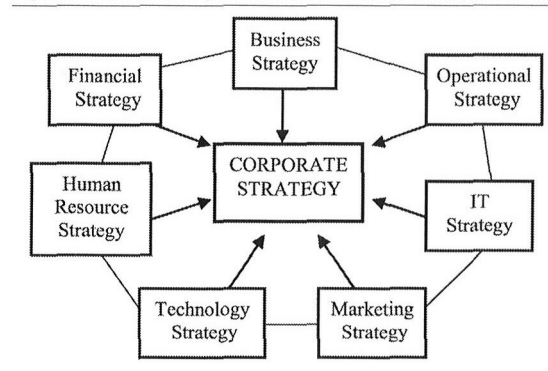 Business
Strategy
Financial
Strategy
Operational
Strategy
CORPORATE
STRATEGY
Human
Resource
Strategy
IT
Strategy
Technology
Strategy
Marketing
Strategy